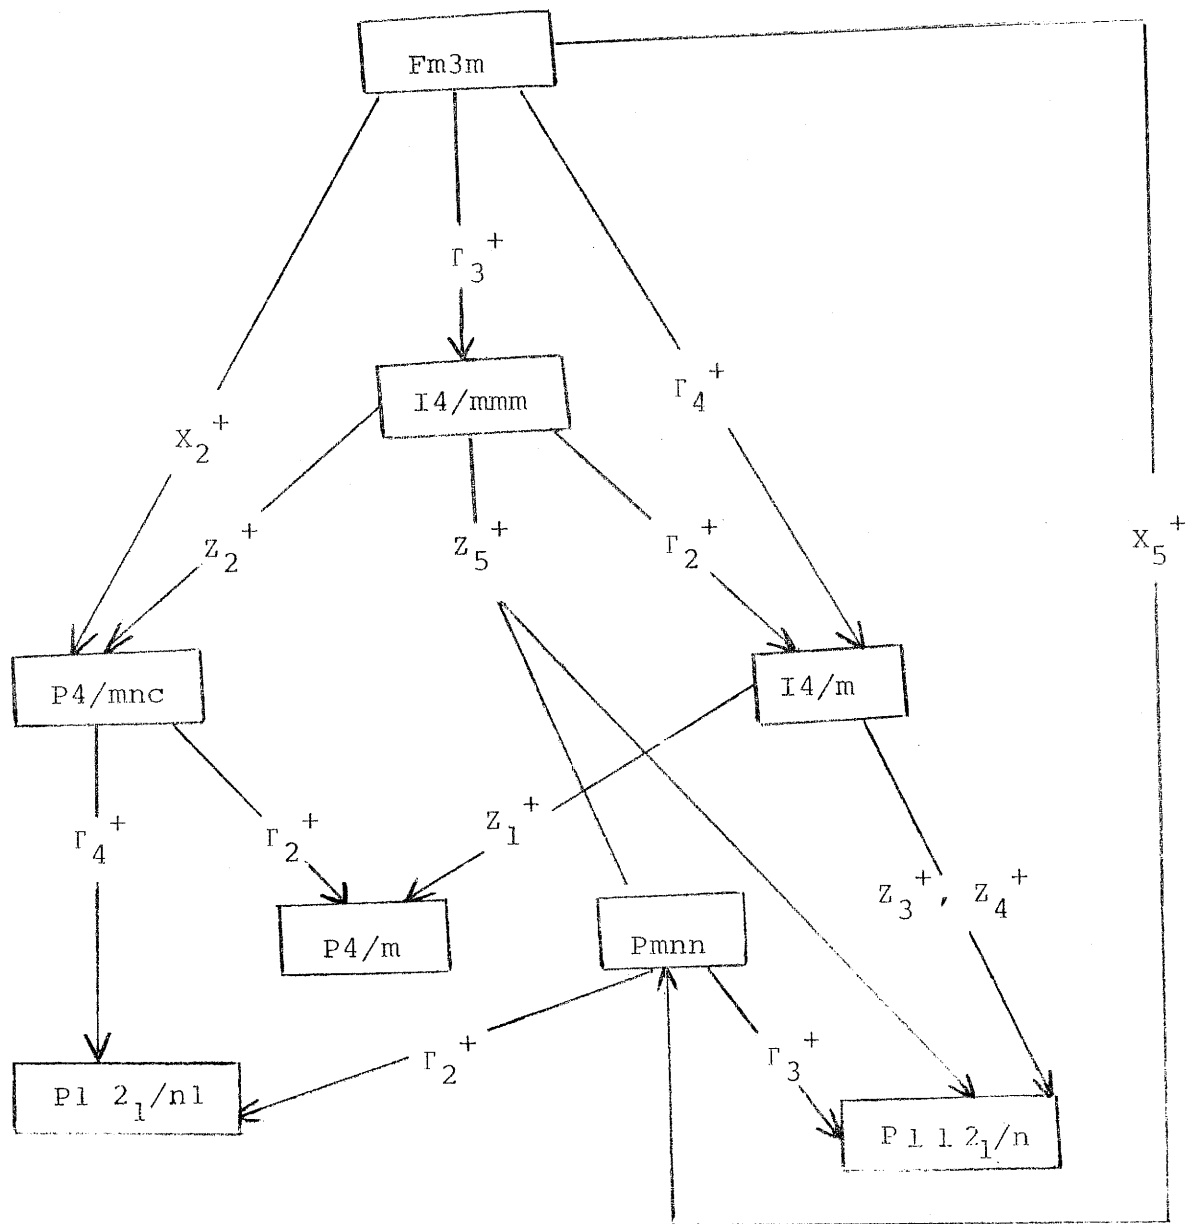 Fm3m
Γ₃⁺
I4/mmm
Γ₄⁺
X₂⁺
Z₂⁺
Z₅⁺
Γ₂⁺
X₅⁺
P4/mnc
I4/m
Γ₄⁺
Γ₂⁺
Z₁⁺
Z₃⁺, Z₄⁺
P4/m
Pmnn
Γ₂⁺
Γ₃⁺
P1 2₁/n1
P 1 1 2₁/n